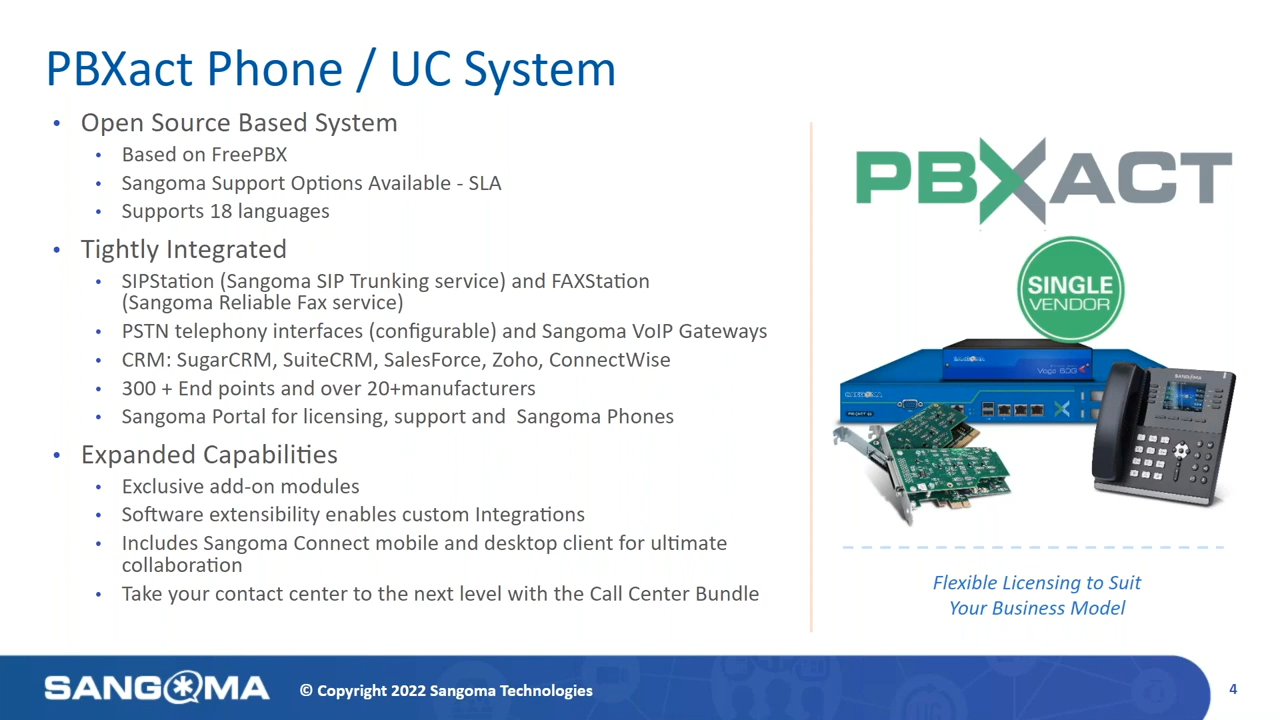 PBXact Phone / UC System
• Open Source Based System
• Based on FreePBX
• Sangoma Support Options Available - SLA
• Supports 18 languages
• Tightly Integrated
• SIPStation (Sangoma SIP Trunking service) and FAXStation
(Sangoma Reliable Fax service)
• PSTN telephony interfaces (configurable) and Sangoma VoIP Gateways
• CRM: SugarCRM, SuiteCRM, SalesForce, Zoho, ConnectWise
• 300 + End points and over 20+manufacturers
• Sangoma Portal for licensing, support and  Sangoma Phones
• Expanded Capabilities
• Exclusive add-on modules
• Software extensibility enables custom Integrations
• Includes Sangoma Connect mobile and desktop client for ultimate
collaboration
• Take your contact center to the next level with the Call Center Bundle
PBXACT
SINGLE
VENDOR
SANGOMA
Vega 60G
SANGOMA
SANGOMA
Flexible Licensing to Suit
Your Business Model
SANGOMA
© Copyright 2022 Sangoma Technologies
UC
4